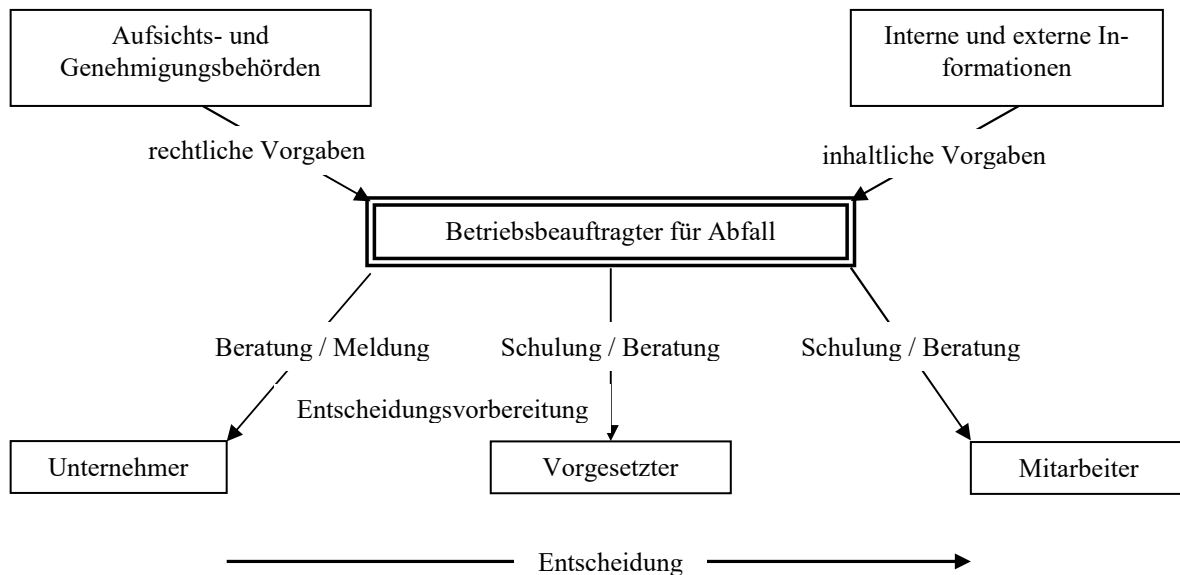 Aufsichts- und
Genehmigungsbehörden
Interne und externe In-
formationen
rechtliche Vorgaben
inhaltliche Vorgaben
Betriebsbeauftragter für Abfall
Beratung / Meldung
Schulung / Beratung
Schulung / Beratung
Entscheidungsvorbereitung
Unternehmer
Vorgesetzter
Mitarbeiter
Entscheidung